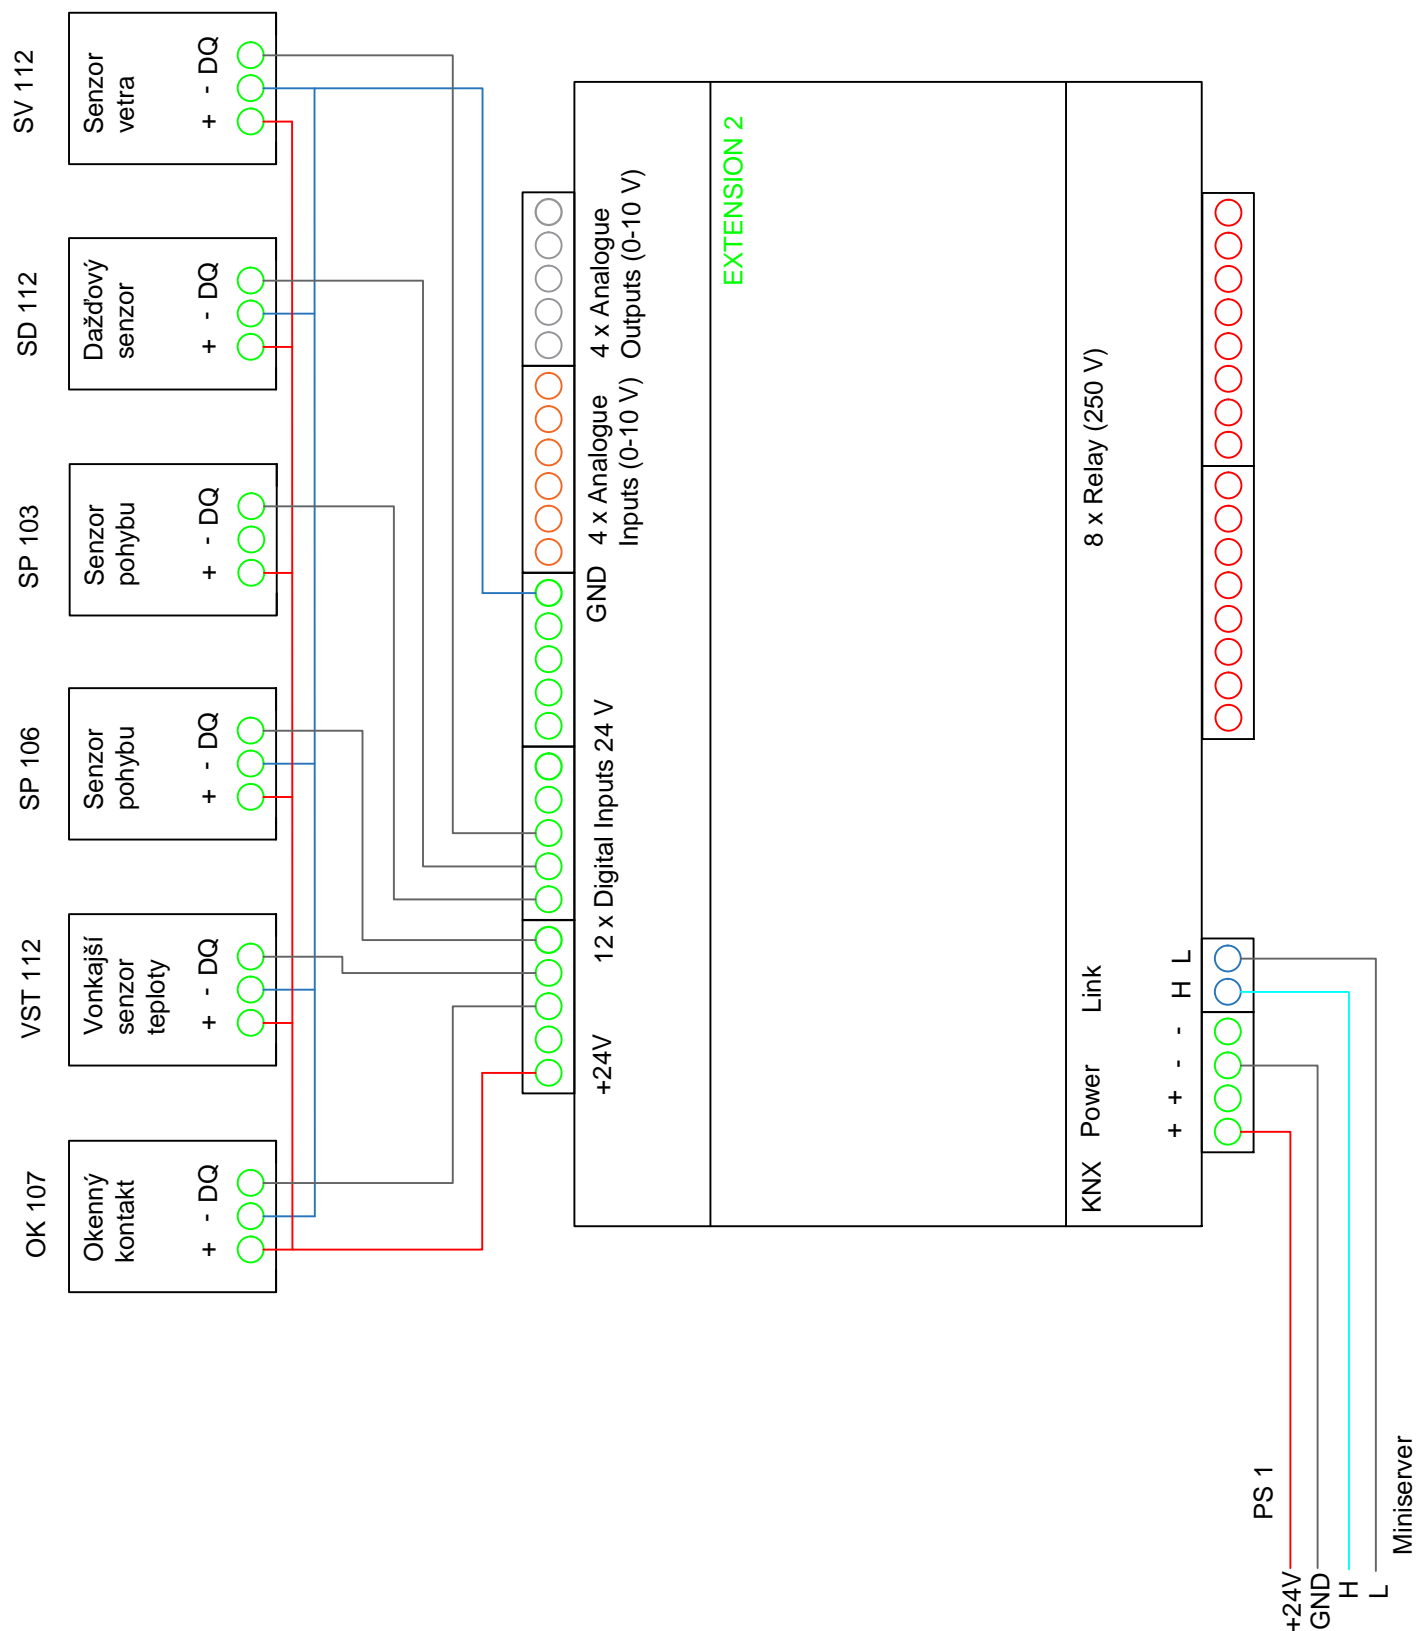 OK 107
Okenný
kontakt
+ - DQ
VST 112
Vonkajší
senzor
teploty
+ - DQ
SP 106
Senzor
pohybu
+ - DQ
SP 103
Senzor
pohybu
+ - DQ
SD 112
Dažďový
senzor
+ - DQ
SV 112
Senzor
vetra
+ - DQ
+24V
12 x Digital Inputs 24 V
GND
4 x Analogue
Inputs (0-10 V)
4 x Analogue
Outputs (0-10 V)
EXTENSION 2
KNX Power Link
8 x Relay (250 V)
+ + - - H L
PS 1
+24V
GND
H
L
Miniserver